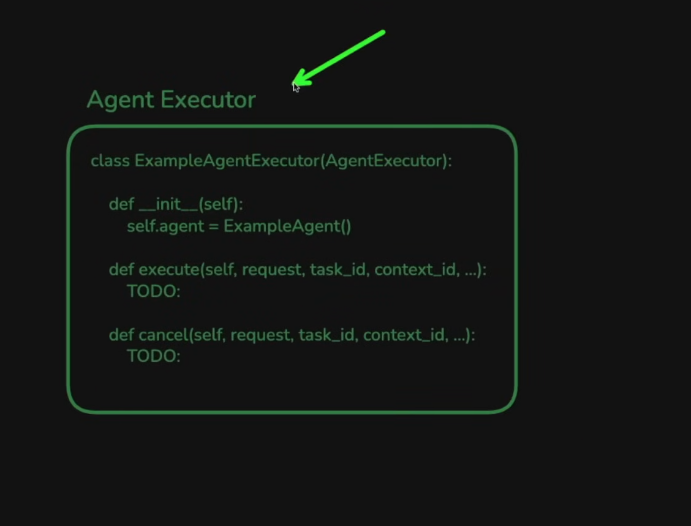 Agent Executor
class ExampleAgentExecutor(AgentExecutor):
def __init__(self):
self.agent = ExampleAgent()
def execute(self, request, task_id, context_id, ...):
TODO:
def cancel(self, request, task_id, context_id, ...):
TODO: